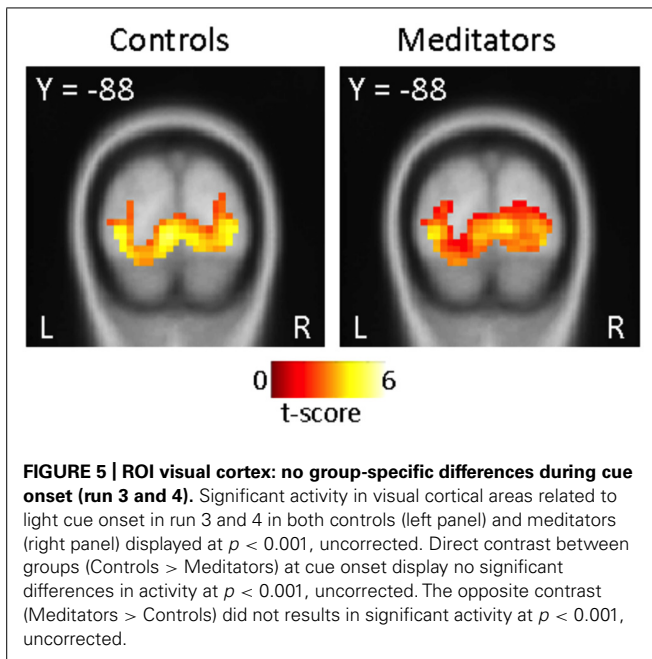 Controls Meditators
Y = -88 Y = -88
L R L R
0 6
t-score
FIGURE 5 | ROI visual cortex: no group-specific differences during cue
onset (run 3 and 4). Significant activity in visual cortical areas related to
light cue onset in run 3 and 4 in both controls (left panel) and meditators
(right panel) displayed at p < 0.001, uncorrected. Direct contrast between
groups (Controls > Meditators) at cue onset display no significant
differences in activity at p < 0.001, uncorrected. The opposite contrast
(Meditators > Controls) did not results in significant activity at p < 0.001,
uncorrected.